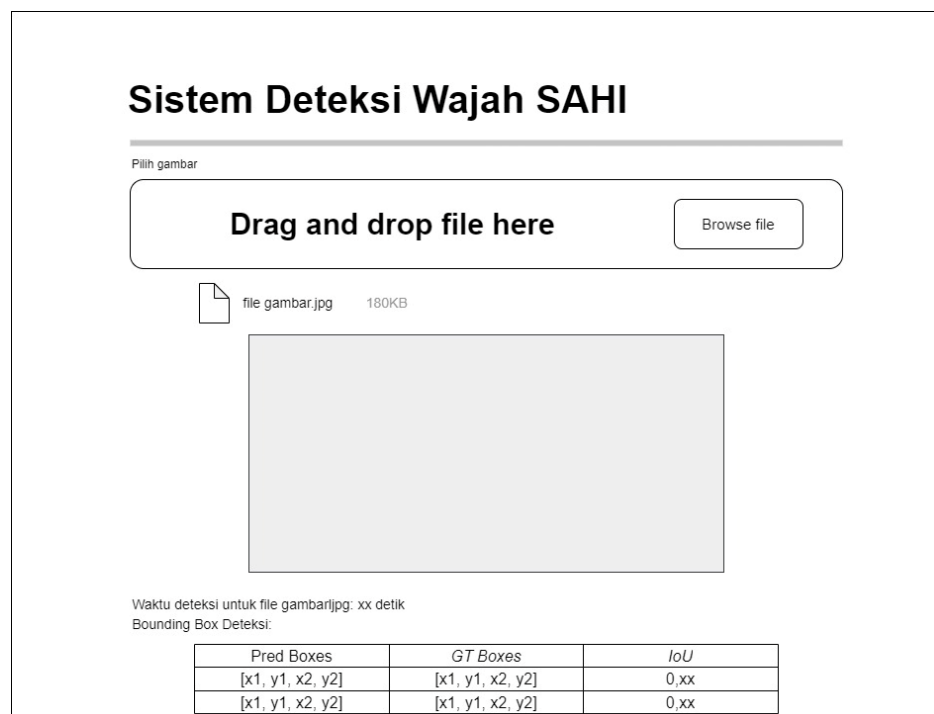 Sistem Deteksi Wajah SAHI
Pilih gambar
Drag and drop file here
Browse file
file gambar.jpg 180KB
Waktu deteksi untuk file gambarljpg: xx detik
Bounding Box Deteksi:
Pred Boxes GT Boxes IoU
[x1, y1, x2, y2] [x1, y1, x2, y2] 0,xx
[x1, y1, x2, y2] [x1, y1, x2, y2] 0,xx